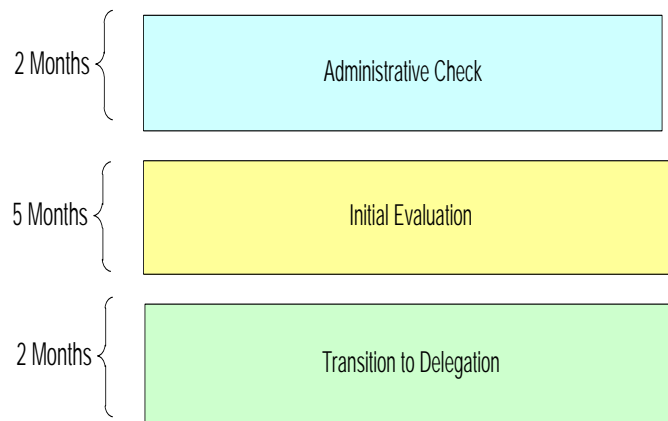 2 Months
Administrative Check
5 Months
Initial Evaluation
2 Months
Transition to Delegation